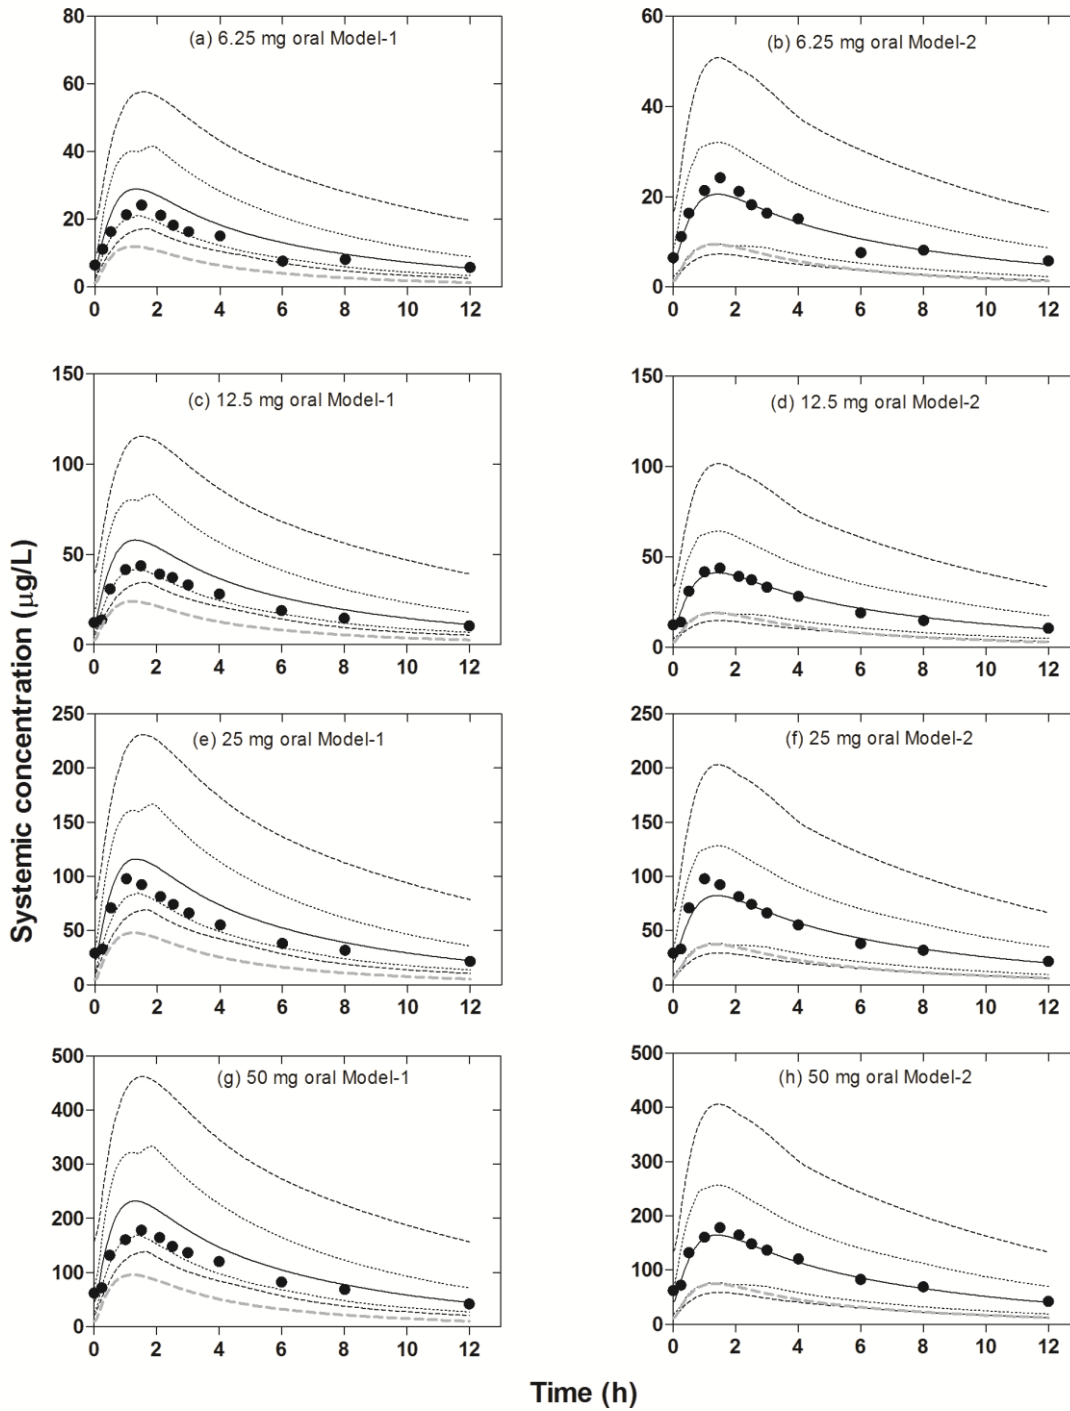 (a) 6.25 mg oral Model-1
80
60
40
20
0
0 2 4 6 8 10 12
(b) 6.25 mg oral Model-2
60
40
20
0
0 2 4 6 8 10 12
(c) 12.5 mg oral Model-1
150
100
50
0
0 2 4 6 8 10 12
(d) 12.5 mg oral Model-2
150
100
50
0
0 2 4 6 8 10 12
(e) 25 mg oral Model-1
250
200
150
100
50
0
0 2 4 6 8 10 12
(f) 25 mg oral Model-2
250
200
150
100
50
0
0 2 4 6 8 10 12
(g) 50 mg oral Model-1
500
400
300
200
100
0
0 2 4 6 8 10 12
(h) 50 mg oral Model-2
500
400
300
200
100
0
0 2 4 6 8 10 12
Systemic concentration (µg/L)
Time (h)